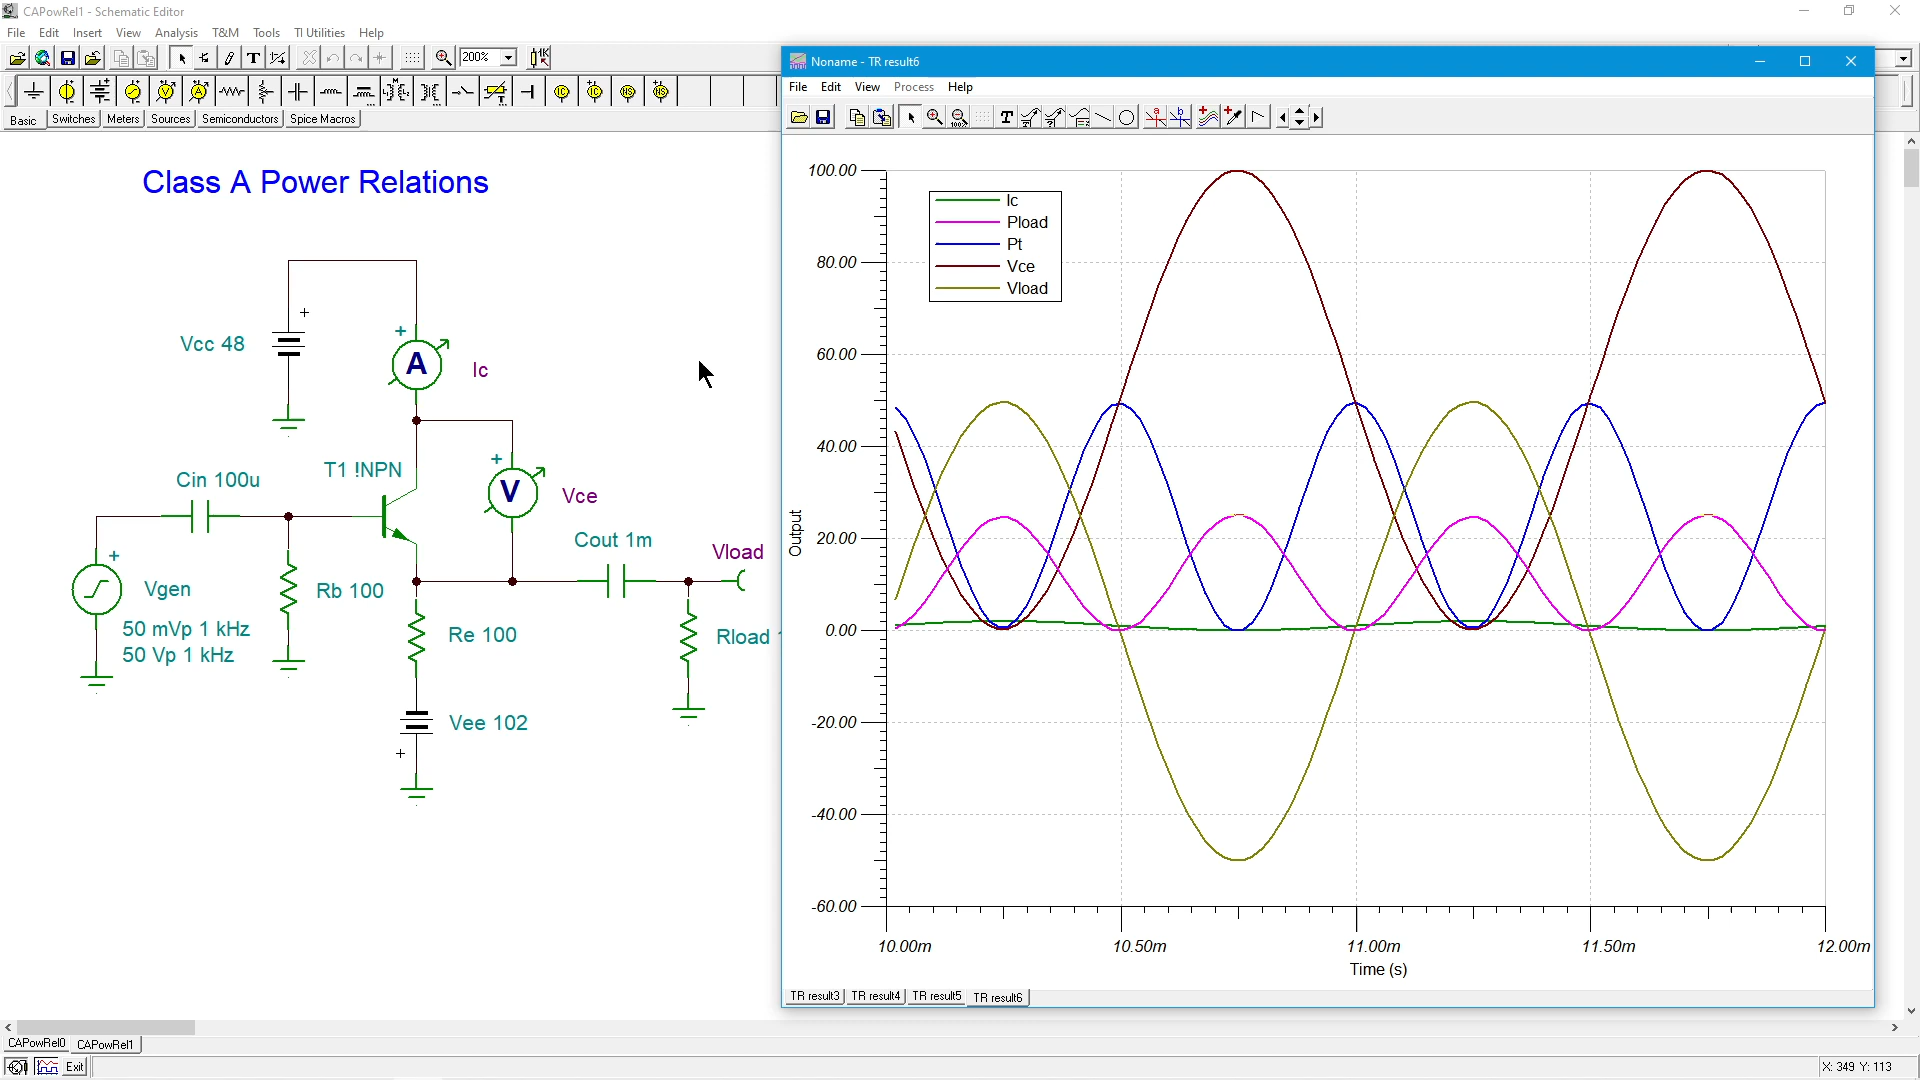 CAPowRel1 - Schematic Editor
File Edit Insert View Analysis T&M Tools TI Utilities Help
200%
Basic Switches Meters Sources Semiconductors Spice Macros
Class A Power Relations
Vcc 48
+
+
A
Ic
T1 !NPN
Cin 100u
+
V
Vce
Cout 1m
Vload
+
Vgen
50 mVp 1 kHz
50 Vp 1 kHz
Rb 100
Re 100
Rload
Vee 102
+
Noname - TR result6
File Edit View Process Help
100.00
80.00
60.00
40.00
20.00
0.00
-20.00
-40.00
-60.00
Output
Ic
Pload
Pt
Vce
Vload
10.00m 10.50m 11.00m 11.50m 12.00m
Time (s)
TR result3 TR result4 TR result5 TR result6
CAPowRel0 CAPowRel1
Exit
X: 349 Y: 113